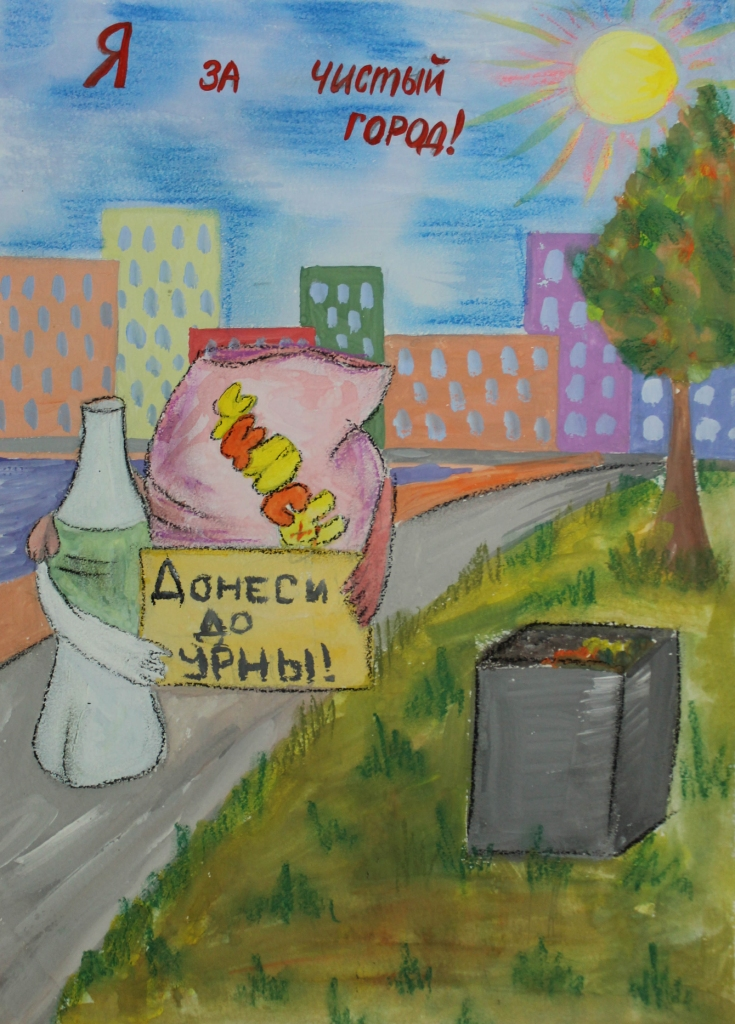 Я за чистый
город!
ЧИПСЫ
Донеси
до
урны!